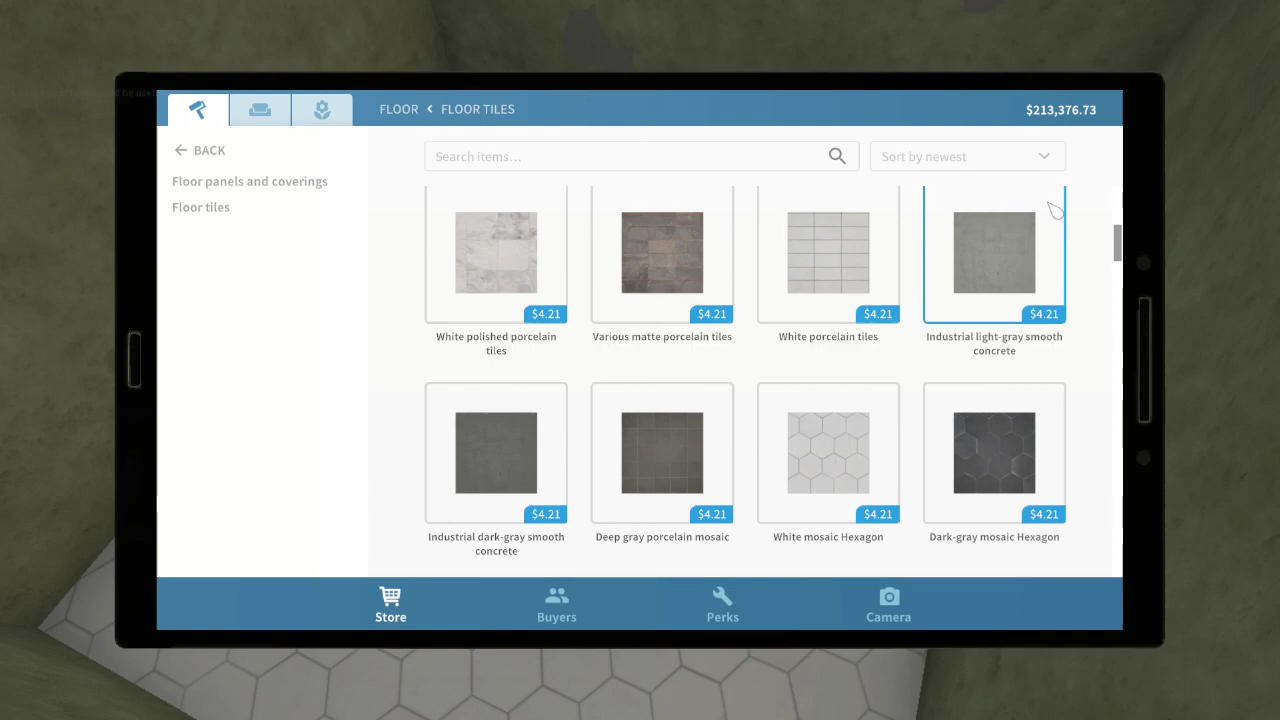 FLOOR < FLOOR TILES
$213,376.73
BACK
Floor panels and coverings
Floor tiles
Search items...
Sort by newest
$4.21
$4.21
$4.21
$4.21
White polished porcelain
tiles
Various matte porcelain tiles
White porcelain tiles
Industrial light-gray smooth
concrete
$4.21
$4.21
$4.21
$4.21
Industrial dark-gray smooth
concrete
Deep gray porcelain mosaic
White mosaic Hexagon
Dark-gray mosaic Hexagon
Store
Buyers
Perks
Camera